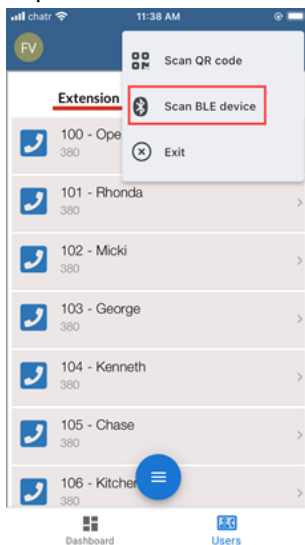 chatr
11:38 AM
FV
Scan QR code
Extension
Scan BLE device
100 - Ope
380
Exit
101 - Rhonda
380
102 - Micki
380
103 - George
380
104 - Kenneth
380
105 - Chase
380
106 - Kitche
380
Dashboard
Users